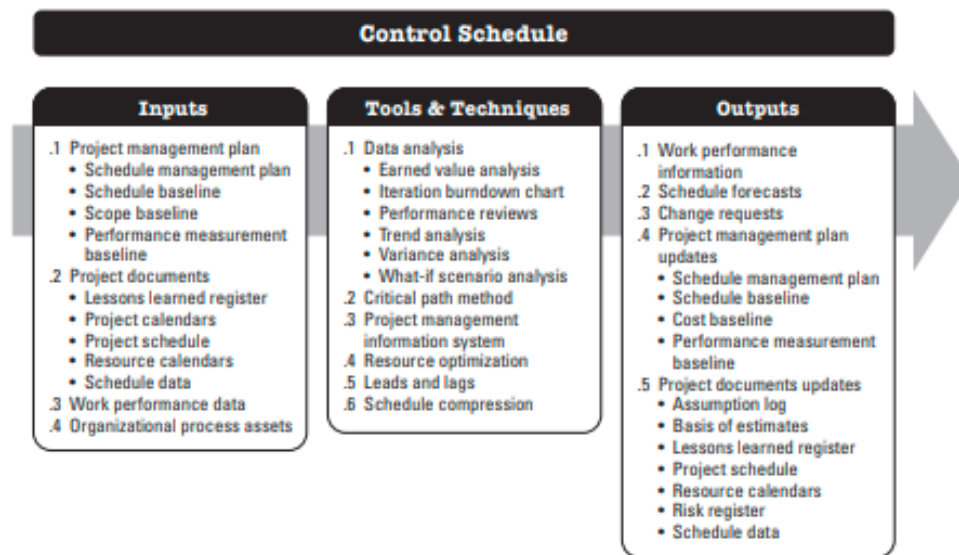 Control Schedule
Inputs
.1 Project management plan
• Schedule management plan
• Schedule baseline
• Scope baseline
• Performance measurement
baseline
.2 Project documents
• Lessons learned register
• Project calendars
• Project schedule
• Resource calendars
• Schedule data
.3 Work performance data
.4 Organizational process assets
Tools & Techniques
.1 Data analysis
• Earned value analysis
• Iteration burndown chart
• Performance reviews
• Trend analysis
• Variance analysis
• What-if scenario analysis
.2 Critical path method
.3 Project management
information system
.4 Resource optimization
.5 Leads and lags
.6 Schedule compression
Outputs
.1 Work performance
information
.2 Schedule forecasts
.3 Change requests
.4 Project management plan
updates
• Schedule management plan
• Schedule baseline
• Cost baseline
• Performance measurement
baseline
.5 Project documents updates
• Assumption log
• Basis of estimates
• Lessons learned register
• Project schedule
• Resource calendars
• Risk register
• Schedule data